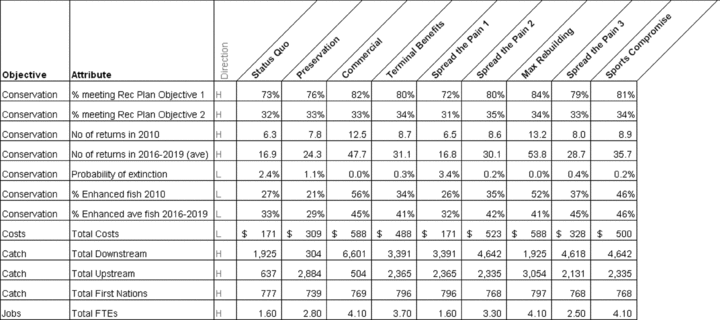 Objective Attribute Direction Status Quo Preservation Commercial Terminal Benefits Spread the Pain 1 Spread the Pain 2 Max Rebuilding Spread the Pain 3 Sports Compromise
Conservation % meeting Rec Plan Objective 1 H 73% 76% 82% 80% 72% 80% 84% 79% 81%
Conservation % meeting Rec Plan Objective 2 H 32% 33% 33% 34% 31% 35% 34% 33% 34%
Conservation No of returns in 2010 H 6.3 7.8 12.5 8.7 6.5 8.6 13.2 8.0 8.9
Conservation No of returns in 2016-2019 (ave) H 16.9 24.3 47.7 31.1 16.8 30.1 53.8 28.7 35.7
Conservation Probability of extinction L 2.4% 1.1% 0.0% 0.3% 3.4% 0.2% 0.0% 0.4% 0.2%
Conservation % Enhanced fish 2010 L 27% 21% 56% 34% 26% 35% 52% 37% 46%
Conservation % Enhanced ave fish 2016-2019 L 33% 29% 45% 41% 32% 42% 41% 45% 46%
Costs Total Costs L $ 171 $ 309 $ 588 $ 488 $ 171 $ 523 $ 588 $ 328 $ 500
Catch Total Downstream H 1,925 304 6,601 3,391 3,391 4,642 1,925 4,618 4,642
Catch Total Upstream H 637 2,884 504 2,365 2,365 2,335 3,054 2,131 2,335
Catch Total First Nations H 777 739 769 796 796 768 797 768 768
Jobs Total FTEs H 1.60 2.80 4.10 3.70 1.60 3.30 4.10 2.50 4.10